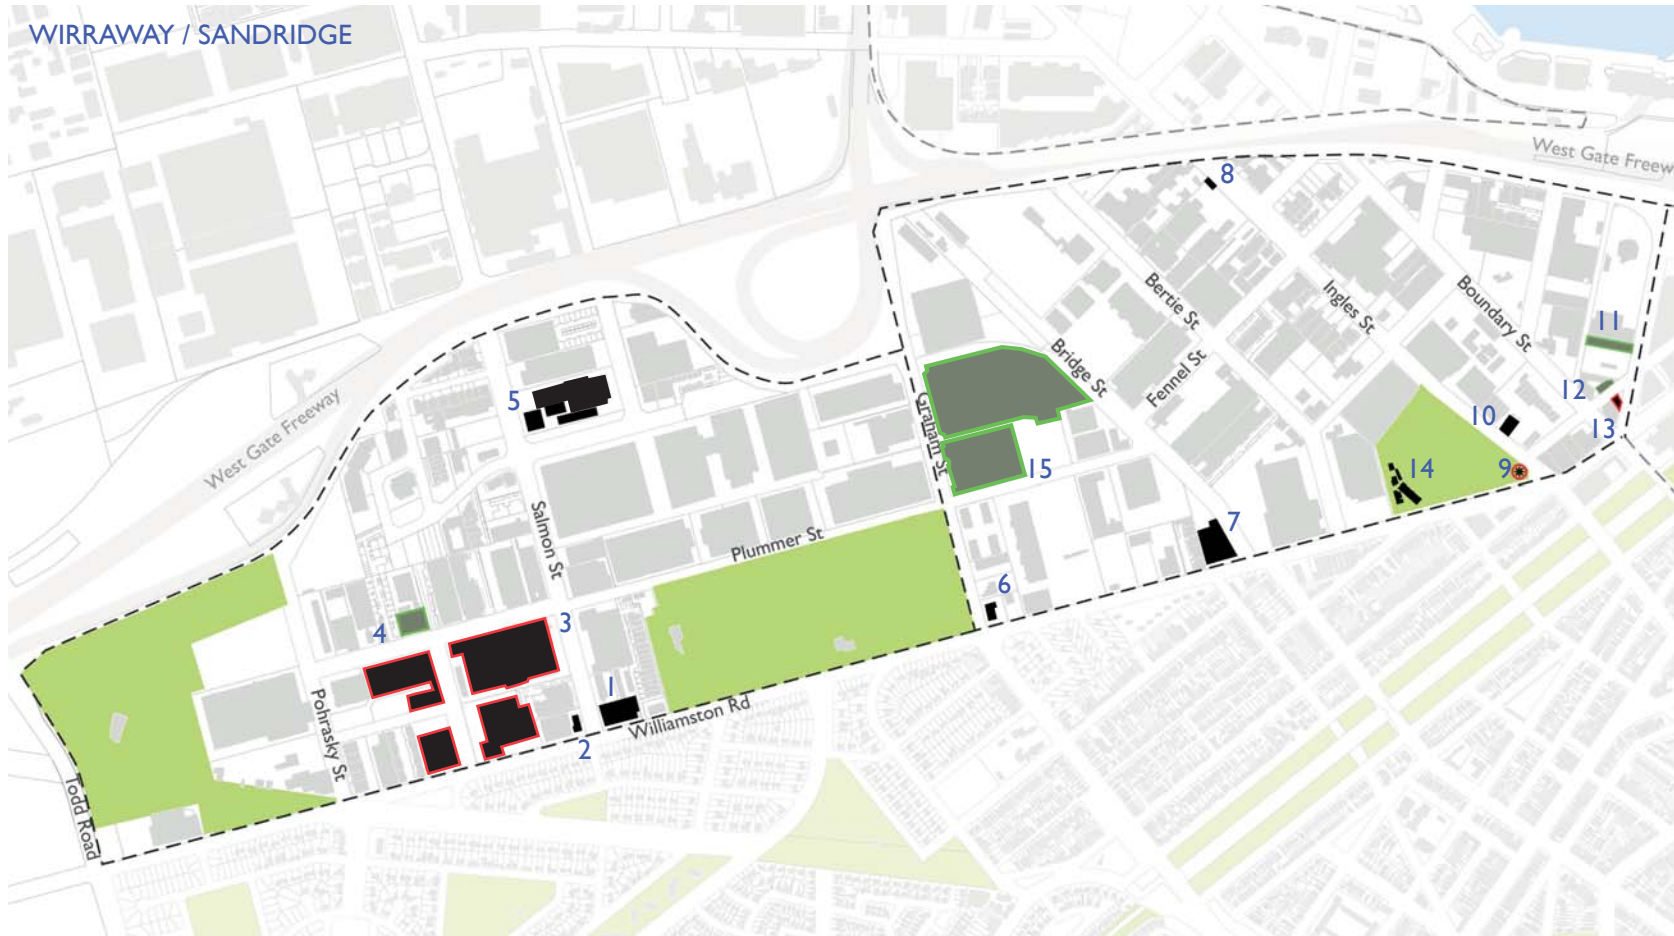 WIRRAWAY / SANDRIDGE
West Gate Freew
8
Bertie St
Ingles St
Boundary St
11
Bridge St
Fennel St
12
5
West Gate Freeway
Graham St
10
13
15
14
9
Salmon St
Plummer St
7
6
3
4
1
Pohrasky St
Williamston Rd
2
Todd Road